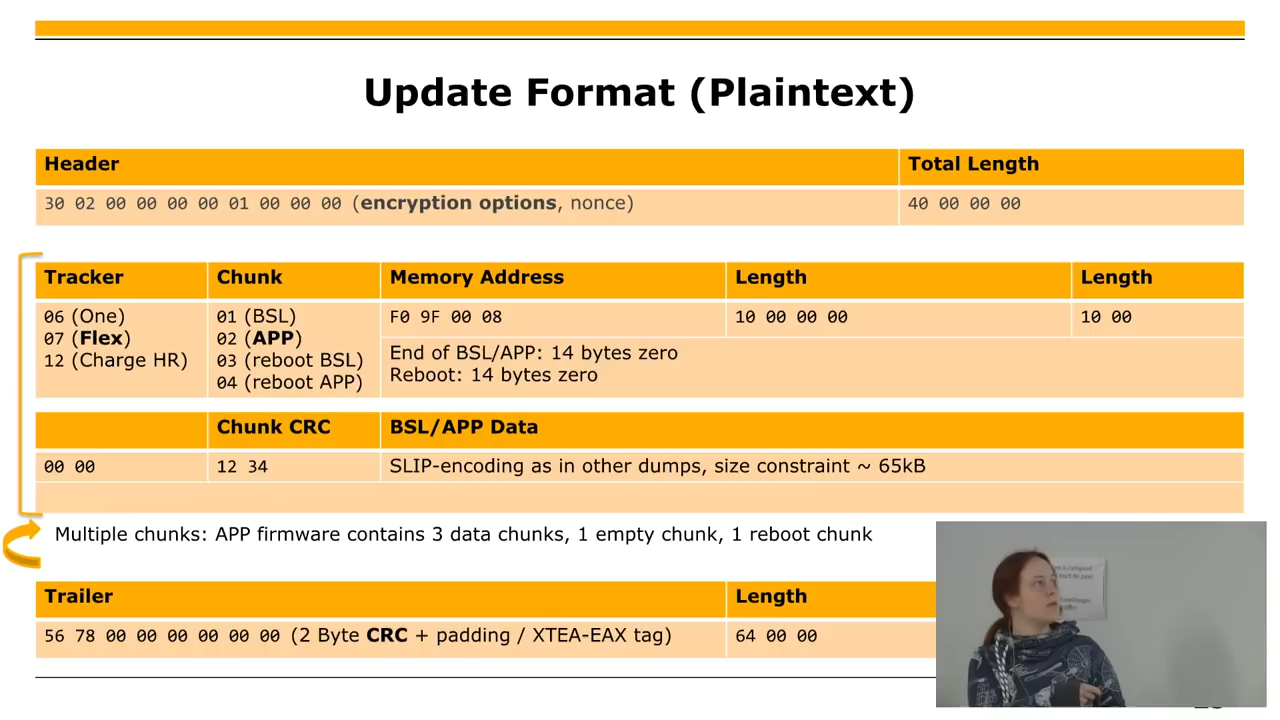 Update Format (Plaintext)
Header
Total Length
30 02 00 00 00 00 01 00 00 00 (encryption options, nonce)
40 00 00 00
Tracker
Chunk
Memory Address
Length
Length
06 (One)
07 (Flex)
12 (Charge HR)
01 (BSL)
02 (APP)
03 (reboot BSL)
04 (reboot APP)
F0 9F 00 08
10 00 00 00
10 00
End of BSL/APP: 14 bytes zero
Reboot: 14 bytes zero
Chunk CRC
BSL/APP Data
00 00
12 34
SLIP-encoding as in other dumps, size constraint ~ 65kB
Multiple chunks: APP firmware contains 3 data chunks, 1 empty chunk, 1 reboot chunk
Trailer
Length
56 78 00 00 00 00 00 00 (2 Byte CRC + padding / XTEA-EAX tag)
64 00 00